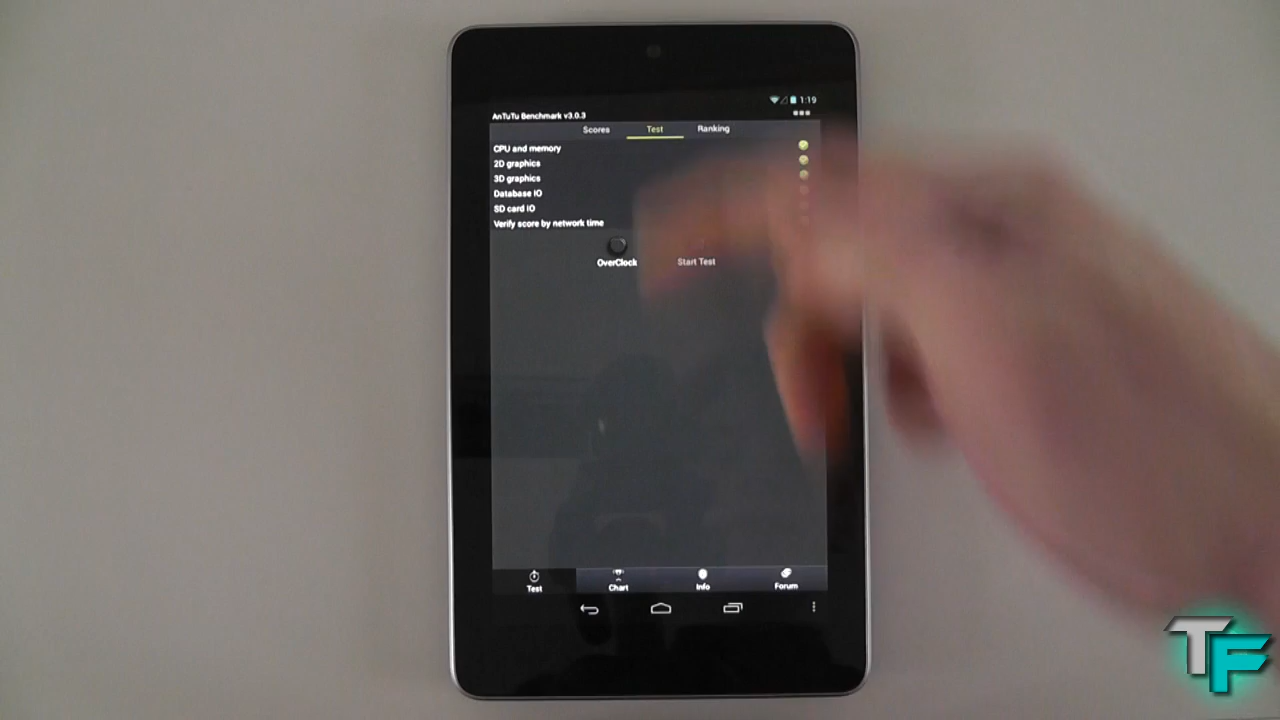 1:19
AnTuTu Benchmark v3.0.3
Scores Test Ranking
CPU and memory
2D graphics
3D graphics
Database IO
SD card IO
Verify score by network time
OverClock Start Test
Test Chart Info Forum
TF